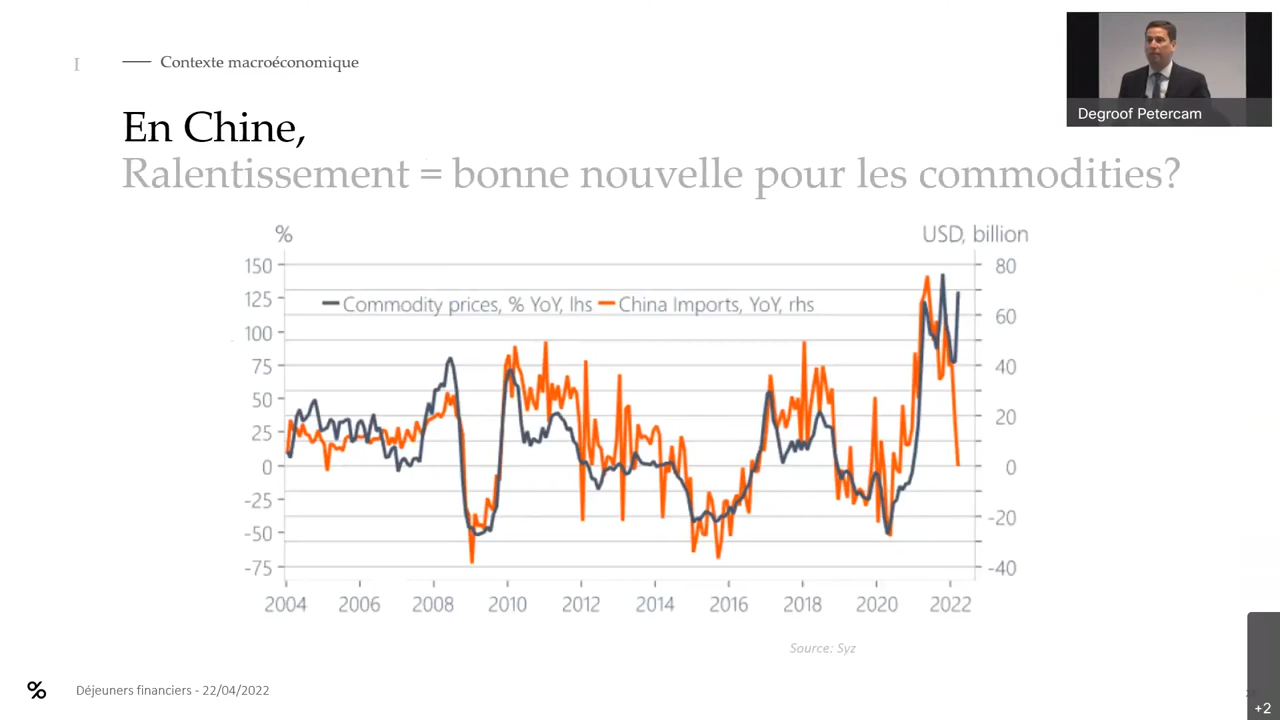 I
Contexte macroéconomique
Degroof Petercam
En Chine,
Ralentissement = bonne nouvelle pour les commodities?
% USD, billion
Commodity prices, % YoY, lhs China Imports, YoY, rhs
150
125
100
75
50
25
0
-25
-50
-75
80
60
40
20
0
-20
-40
2004 2006 2008 2010 2012 2014 2016 2018 2020 2022
Source: Syz
% Déjeuners financiers - 22/04/2022
+2